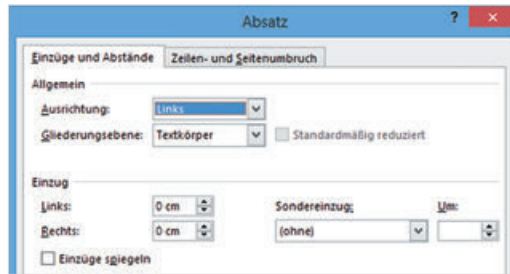 Absatz ?
Einzüge und Abstände Zeilen- und Seitenumbruch
Allgemein
Ausrichtung: Links
Gliederungsebene: Textkörper Standardmäßig reduziert
Einzug
Links: 0 cm Sondereinzug: Um:
Rechts: 0 cm (ohne)
Einzüge spiegeln